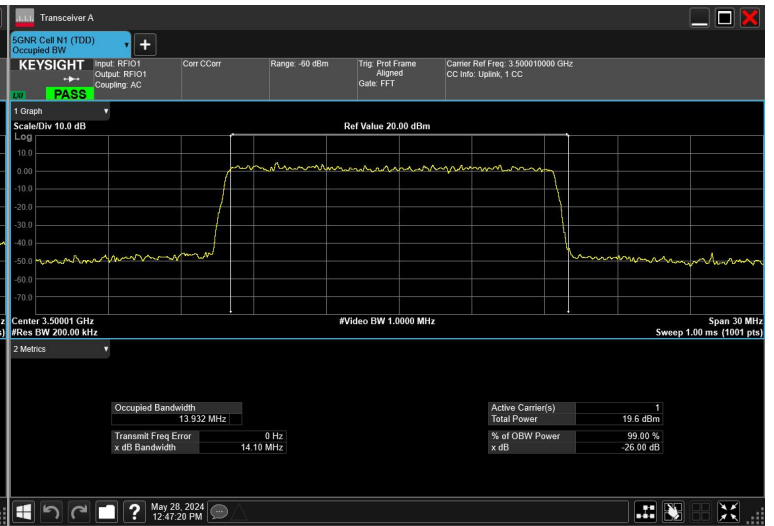 Transceiver A
5GNR Cell N1 (TDD)
Occupied BW
KEYSIGHT
Input: RFIO1
Output: RFIO1
Coupling: AC
Corr CCorr
Range: -60 dBm
Trig: Prot Frame
Aligned
Gate: FFT
Carrier Ref Freq: 3.500010000 GHz
CC Info: Uplink, 1 CC
LXI
PASS
1 Graph
Scale/Div 10.0 dB
Ref Value 20.00 dBm
Log
10.0
0.00
-10.0
-20.0
-30.0
-40.0
-50.0
-60.0
-70.0
z
Center 3.50001 GHz
#Video BW 1.0000 MHz
Span 30 MHz
s)
#Res BW 200.00 kHz
Sweep 1.00 ms (1001 pts)
2 Metrics
Occupied Bandwidth
13.932 MHz
Transmit Freq Error 0 Hz
x dB Bandwidth 14.10 MHz
Active Carrier(s) 1
Total Power 19.6 dBm
% of OBW Power 99.00 %
x dB -26.00 dB
?
May 28, 2024
12:47:20 PM